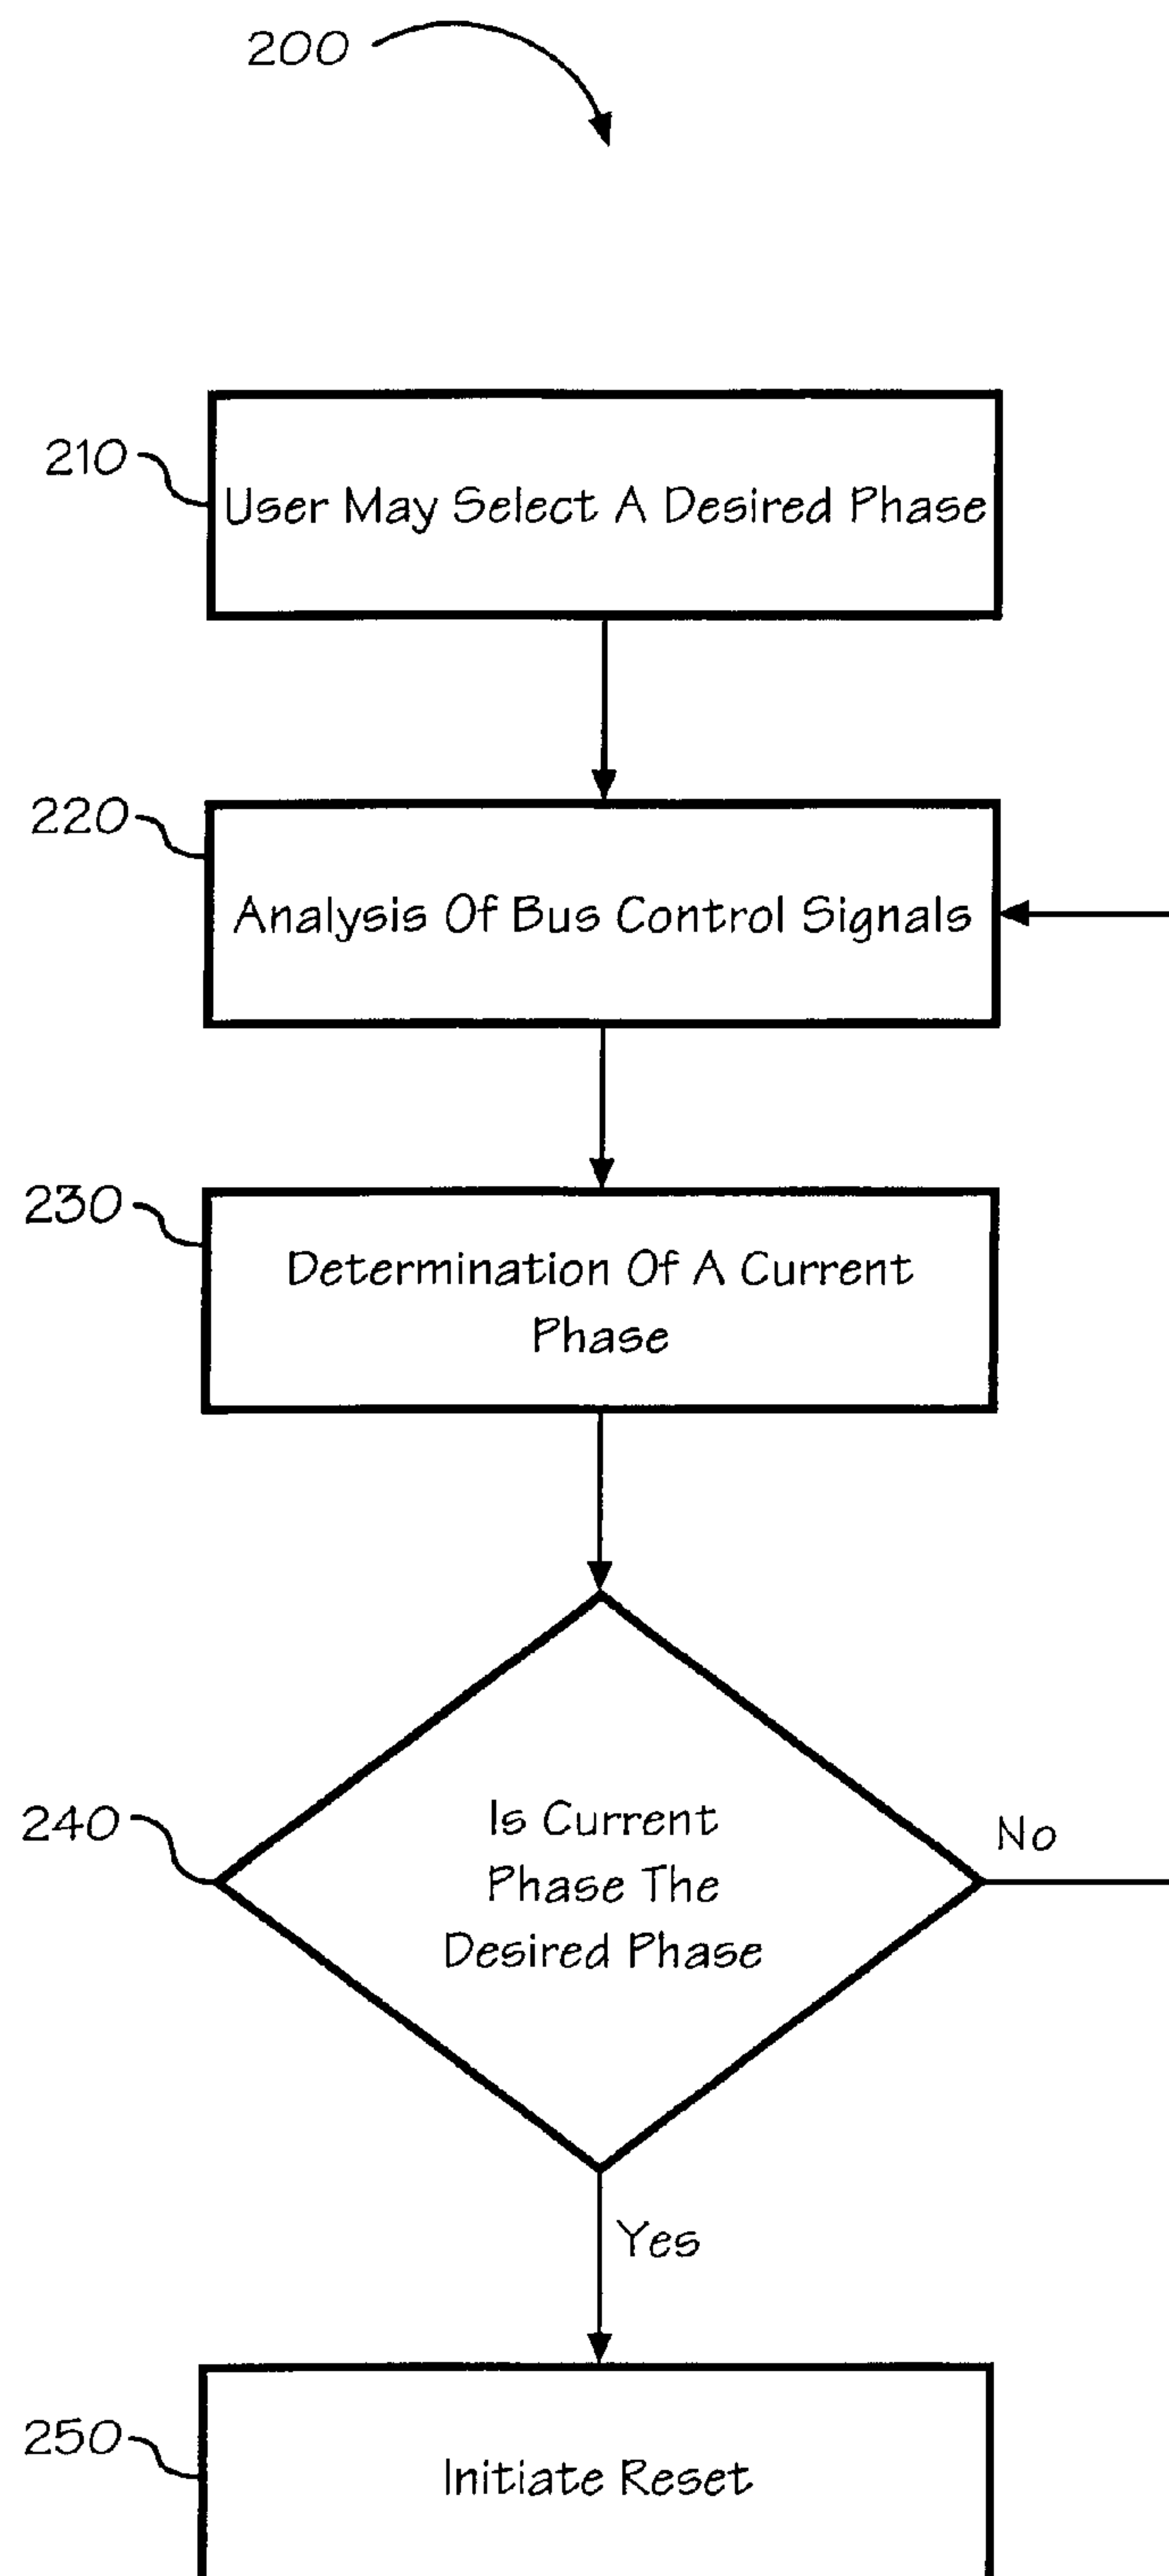 200
210
User May Select A Desired Phase
220
Analysis Of Bus Control Signals
230
Determination Of A Current
Phase
240
Is Current
Phase The
Desired Phase
No
Yes
250
Initiate Reset